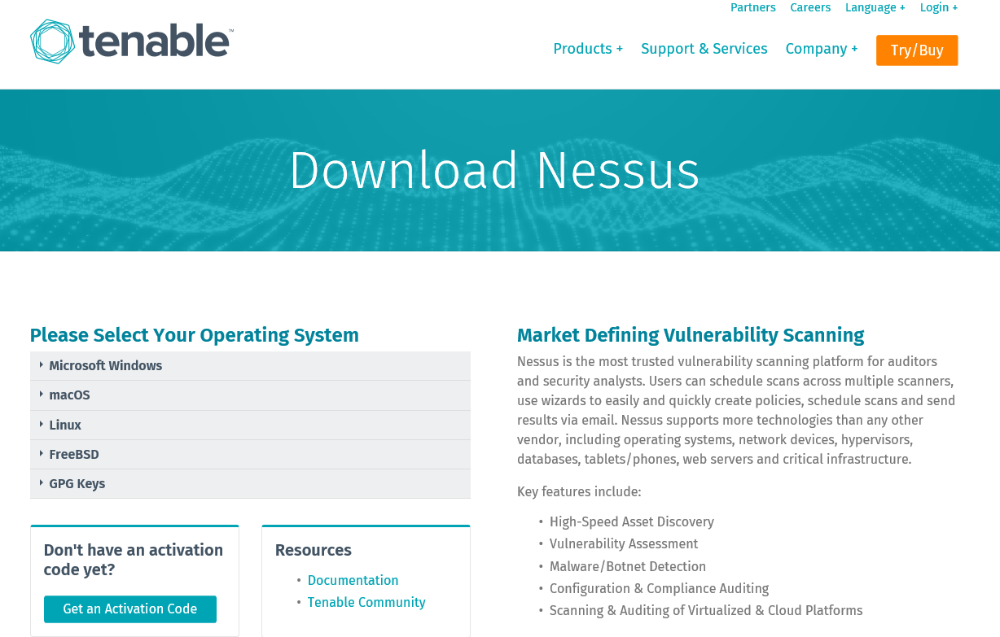 Partners Careers Language + Login +
tenable™
Products + Support & Services Company + Try/Buy
Download Nessus
Please Select Your Operating System
Microsoft Windows
macOS
Linux
FreeBSD
GPG Keys
Don't have an activation
code yet?
Get an Activation Code
Resources
• Documentation
• Tenable Community
Market Defining Vulnerability Scanning
Nessus is the most trusted vulnerability scanning platform for auditors
and security analysts. Users can schedule scans across multiple scanners,
use wizards to easily and quickly create policies, schedule scans and send
results via email. Nessus supports more technologies than any other
vendor, including operating systems, network devices, hypervisors,
databases, tablets/phones, web servers and critical infrastructure.
Key features include:
• High-Speed Asset Discovery
• Vulnerability Assessment
• Malware/Botnet Detection
• Configuration & Compliance Auditing
• Scanning & Auditing of Virtualized & Cloud Platforms